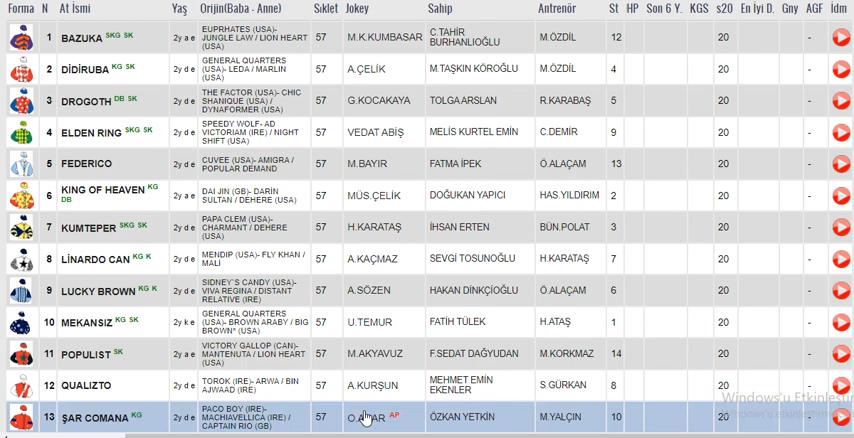 Forma N At İsmi Yaş Orijin(Baba - Anne) Sıklet Jokey Sahip Antrenör St HP Son 6 Y. KGS s20 En İyi D. Gny AGF İdm
1 BAZUKA SKG SK 2y a e EUPRHATES (USA)- JUNGLE LAW / LION HEART (USA) 57 M.K.KUMBASAR C.TAHİR BURHANLIOĞLU M.ÖZDİL 12 20 -
2 DİDİRUBA KG SK 2y d e GENERAL QUARTERS (USA)- LEDA / MARLIN (USA) 57 A.ÇELİK M.TAŞKIN KÖROĞLU M.ÖZDİL 4 20 -
3 DROGOTH DB SK 2y d e THE FACTOR (USA)- CHIC SHANIQUE (USA) / DYNAFORMER (USA) 57 G.KOCAKAYA TOLGA ARSLAN R.KARABAŞ 5 20 -
4 ELDEN RING SKG SK 2y d e SPEEDY WOLF- AD VICTORIAM (IRE) / NIGHT SHIFT (USA) 57 VEDAT ABİŞ MELİS KURTEL EMİN C.DEMİR 9 20 -
5 FEDERICO 2y d e CUVEE (USA)- AMIGRA / POPULAR DEMAND 57 M.BAYIR FATMA İPEK Ö.ALAÇAM 13 20 -
6 KING OF HEAVEN KG DB 2y a e DAI JIN (GB)- DARİN SULTAN / DEHERE (USA) 57 MÜS.ÇELİK DOĞUKAN YAPICI HAS.YILDIRIM 2 20 -
7 KUMTEPER SKG SK 2y d e PAPA CLEM (USA)- CHARMANT / DEHERE (USA) 57 H.KARATAŞ İHSAN ERTEN BÜN.POLAT 3 20 -
8 LİNARDO CAN KG K 2y d e MENDIP (USA)- FLY KHAN / MALİ 57 A.KAÇMAZ SEVGİ TOSUNOĞLU H.KARATAŞ 7 20 -
9 LUCKY BROWN KG K 2y d e SIDNEY'S CANDY (USA)- VIVA REGINA / DISTANT RELATIVE (IRE) 57 A.SÖZEN HAKAN DİNKÇİOĞLU Ö.ALAÇAM 6 20 -
10 MEKANSIZ KG SK 2y k e GENERAL QUARTERS (USA)- BROWN ARABY / BIG BROWN* (USA) 57 U.TEMUR FATİH TÜLEK H.ATAŞ 1 20 -
11 POPULIST SK 2y a e VICTORY GALLOP (CAN)- MANTENUTA / LION HEART (USA) 57 M.AKYAVUZ F.SEDAT DAĞYUDAN M.KORKMAZ 14 20 -
12 QUALIZTO 2y d e TOROK (IRE)- ARWA / BIN AJWAAD (IRE) 57 A.KURŞUN MEHMET EMİN EKENLER S.GÜRKAN 8 20 -
Windows'u Etkinleştir
13 ŞAR COMANA KG 2y d e PACO BOY (IRE)- MACHIAVELLICA (IRE) / CAPTAIN RIO (GB) 57 AP ÖZKAN YETKİN M.YALÇIN 10 20 -